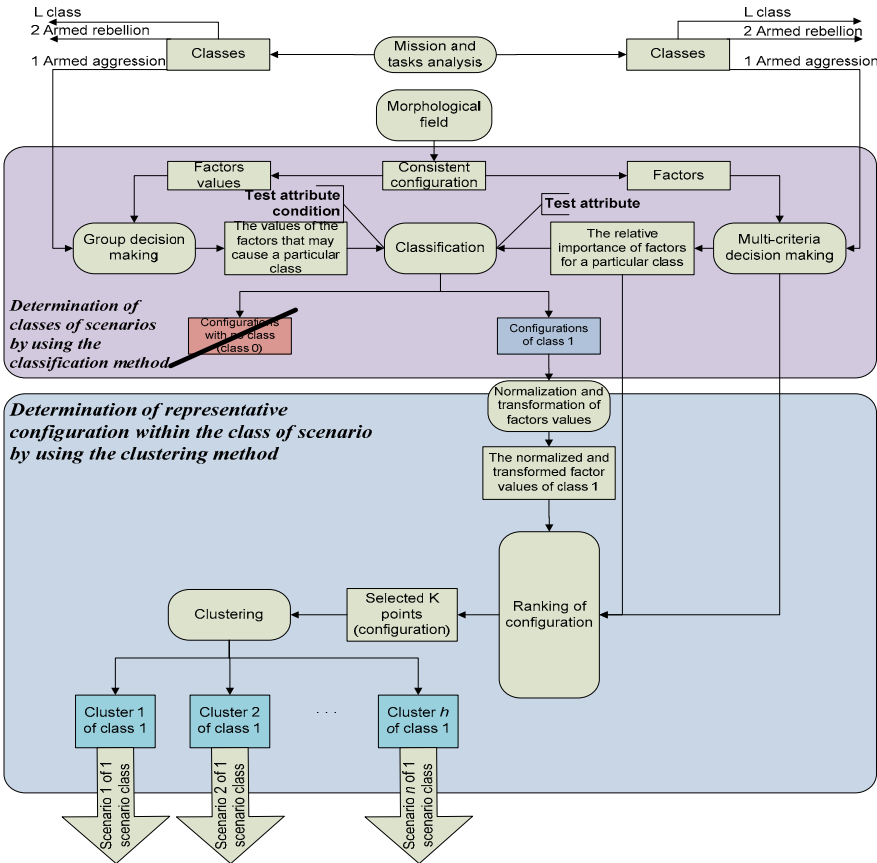 L class
2 Armed rebellion
1 Armed aggression
Classes
Mission and
tasks analysis
Classes
L class
2 Armed rebellion
1 Armed aggression
Morphological
field
Factors
values
Consistent
configuration
Factors
Test attribute
condition
Test attribute
Group decision
making
The values of the
factors that may
cause a particular
class
Classification
The relative
importance of factors
for a particular class
Multi-criteria
decision making
Determination of
classes of scenarios
by using the
classification method
Configurations
with no class
(class 0)
Configurations
of class 1
Normalization and
transformation of
factors values
Determination of representative
configuration within the class of scenario
by using the clustering method
The normalized and
transformed factor
values of class 1
Ranking of
configuration
Selected K
points
(configuration)
Clustering
Cluster 1
of class 1
Cluster 2
of class 1
. . .
Cluster h
of class 1
Scenario 1 of 1
scenario class
Scenario 2 of 1
scenario class
Scenario n of 1
scenario class